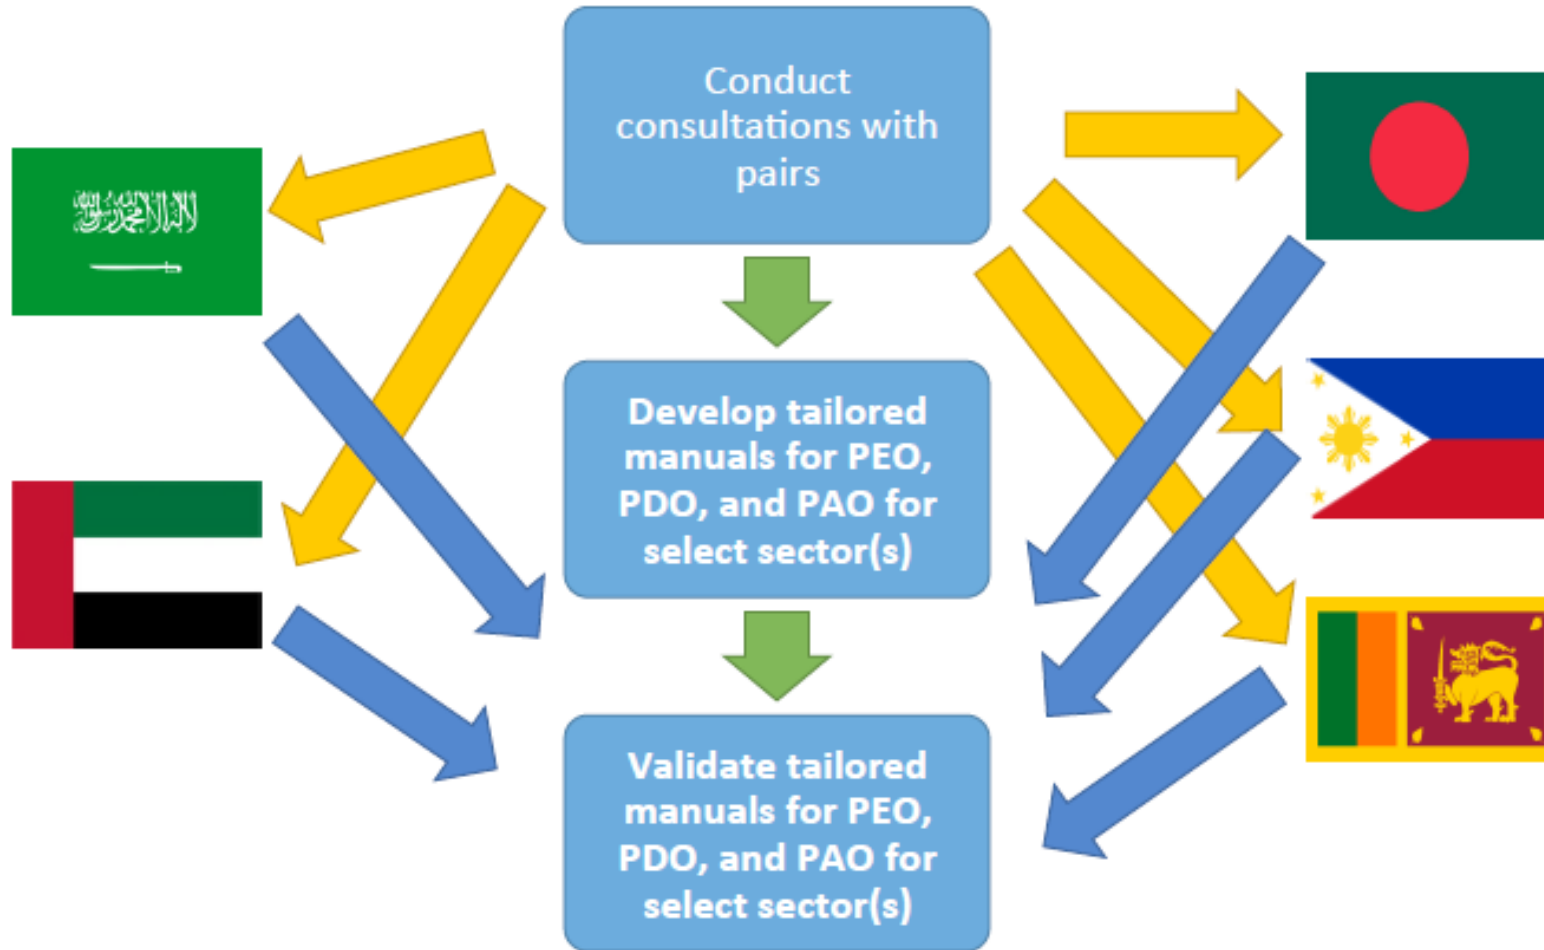 Conduct
consultations with
pairs
Develop tailored
manuals for PEO,
PDO, and PAO for
select sector(s)
Validate tailored
manuals for PEO,
PDO, and PAO for
select sector(s)